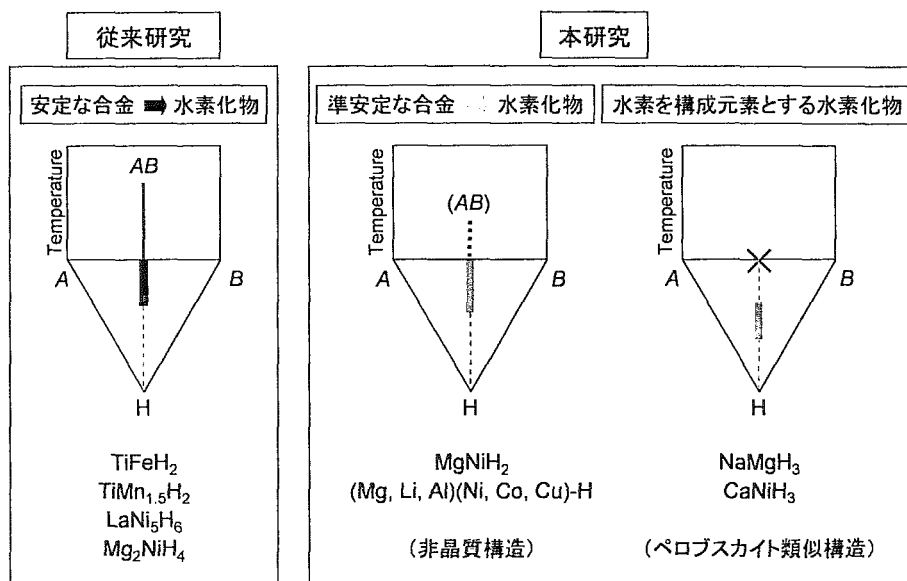 従来研究
本研究
安定な合金 ➡ 水素化物
準安定な合金 水素化物
水素を構成元素とする水素化物
Temperature
AB
A
B
H
Temperature
(AB)
A
B
H
Temperature
A
B
H
TiFeH₂
TiMn₁.₅H₂
LaNi₅H₆
Mg₂NiH₄
MgNiH₂
(Mg, Li, Al)(Ni, Co, Cu)-H
(非晶質構造)
NaMgH₃
CaNiH₃
(ペロブスカイト類似構造)